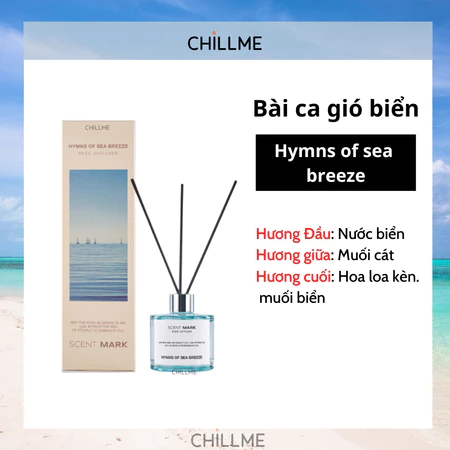 CHILLME
Bài ca gió biển
Hymns of sea
breeze
Hương Đầu: Nước biển
Hương giữa: Muối cát
Hương cuối: Hoa loa kèn.
muối biển
CHILLME
HYMNS OF SEA BREEZE
REED DIFFUSER
SCENT MARK
SCENT MARK
REED DIFFUSER
HYMNS OF SEA BREEZE
CHILLME
CHILLME